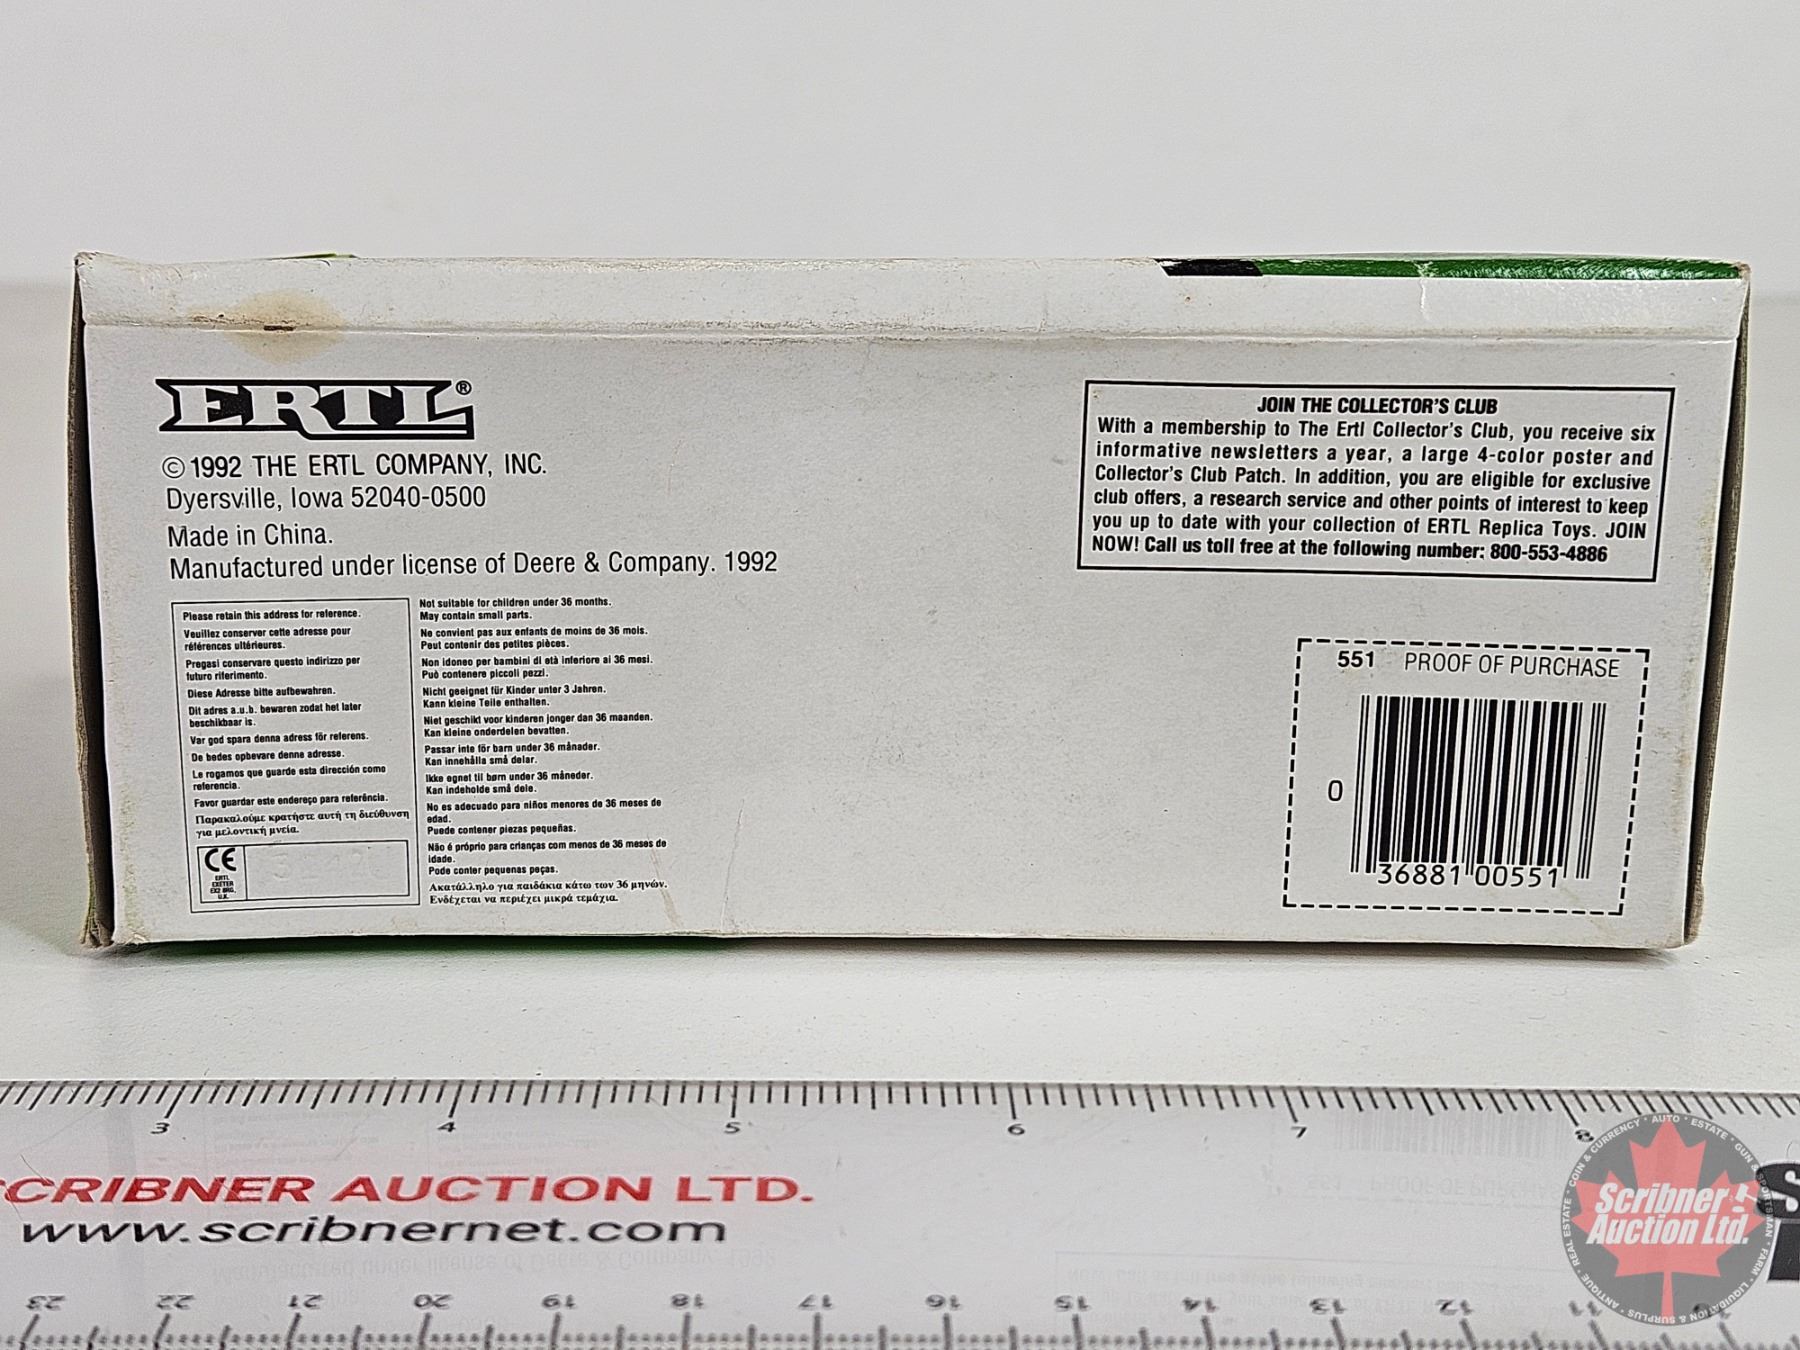 ERTL®
© 1992 THE ERTL COMPANY, INC.
Dyersville, Iowa 52040-0500
Made in China.
Manufactured under license of Deere & Company. 1992
Please retain this address for reference.
Veuillez conserver cette adresse pour
références ultérieures.
Pregasi conservare questo indirizzo per
futuro riferimento.
Diese Adresse bitte aufbewahren.
Dit adres a.u.b. bewaren zodat het later
beschikbaar is.
Var god spara denna adress för referens.
De bedes opbevare denne adresse.
Le rogamos que guarde esta dirección como
referencia.
Favor guardar este endereço para referência.
Παρακαλούμε κρατήστε αυτή τη διεύθυνση
για μελοντική μνεία.
CE
ERTL
EXETER
EX2 8RG,
U.K.
Not suitable for children under 36 months.
May contain small parts.
Ne convient pas aux enfants de moins de 36 mois.
Peut contenir des petites pièces.
Non idoneo per bambini di età inferiore ai 36 mesi.
Può contenere piccoli pezzi.
Nicht geeignet für Kinder unter 3 Jahren.
Kann kleine Teile enthalten.
Niet geschikt voor kinderen jonger dan 36 maanden.
Kan kleine onderdelen bevatten.
Passar inte för barn under 36 månader.
Kan innehålla små delar.
Ikke egnet til børn under 36 måneder.
Kan indeholde små dele.
No es adecuado para niños menores de 36 meses de
edad.
Puede contener piezas pequeñas.
Não é próprio para crianças com menos de 36 meses de
idade.
Pode conter pequenas peças.
Ακατάλληλο για παιδάκια κάτω των 36 μηνών.
Ενδέχεται να περιέχει μικρά τεμάχια.
JOIN THE COLLECTOR'S CLUB
With a membership to The Ertl Collector's Club, you receive six
informative newsletters a year, a large 4-color poster and
Collector's Club Patch. In addition, you are eligible for exclusive
club offers, a research service and other points of interest to keep
you up to date with your collection of ERTL Replica Toys. JOIN
NOW! Call us toll free at the following number: 800-553-4886
551 PROOF OF PURCHASE
0 36881 00551
3 4 5 6 7 8
SCRIBNER AUCTION LTD.
www.scribnernet.com
23 22 21 20 19 18 17 16 15 14 13 12 11
Scribner
Auction Ltd.
REAL ESTATE · COIN & CURRENCY · AUTO · ESTATE · GUN & SPORTSMAN · FARM · LIQUIDATION & SURPLUS · ANTIQUE